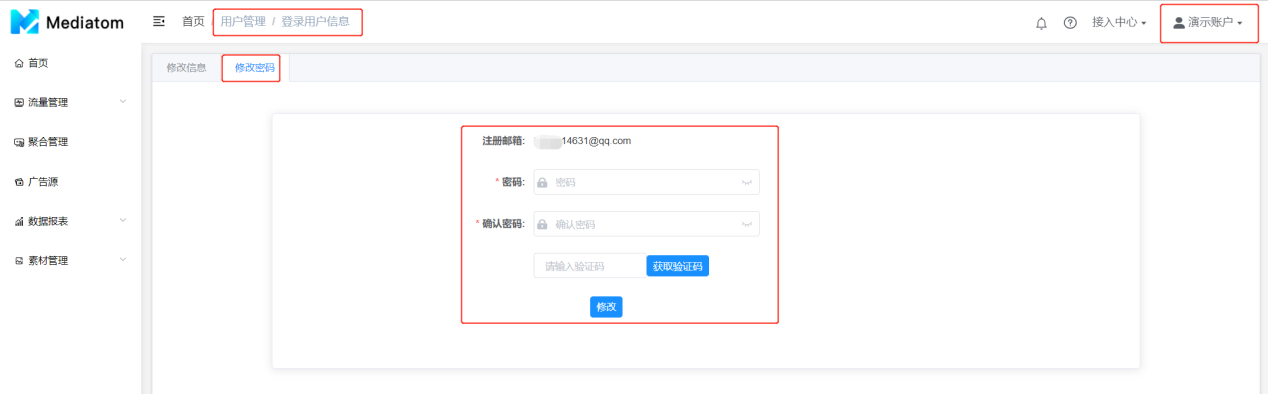 Mediatom
首页 / 用户管理 / 登录用户信息
接入中心
演示账户
首页
流量管理
聚合管理
广告源
数据报表
素材管理
修改信息
修改密码
注册邮箱: 14631@qq.com
* 密码: 密码
* 确认密码: 确认密码
请输入验证码 获取验证码
修改